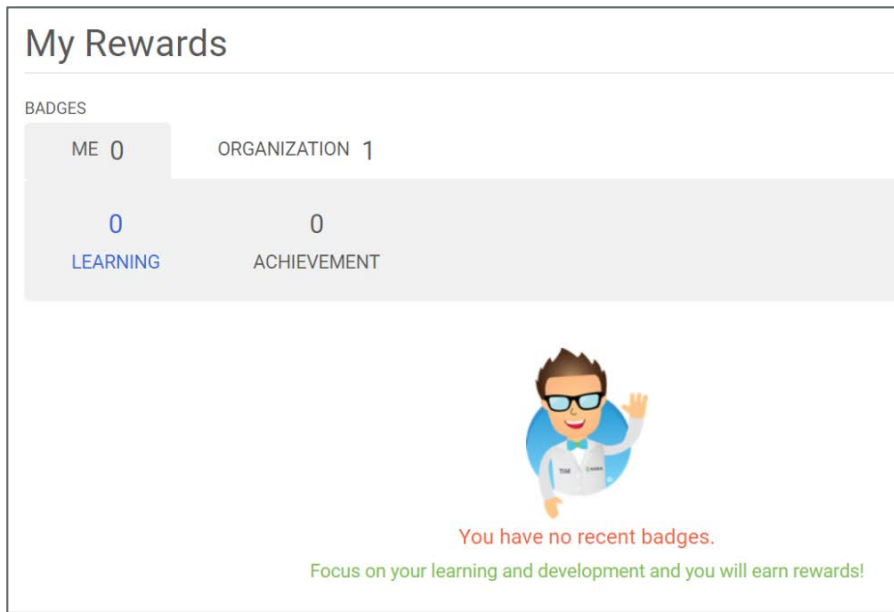 My Rewards
BADGES
ME 0 ORGANIZATION 1
0 0
LEARNING ACHIEVEMENT
TIM
You have no recent badges.
Focus on your learning and development and you will earn rewards!